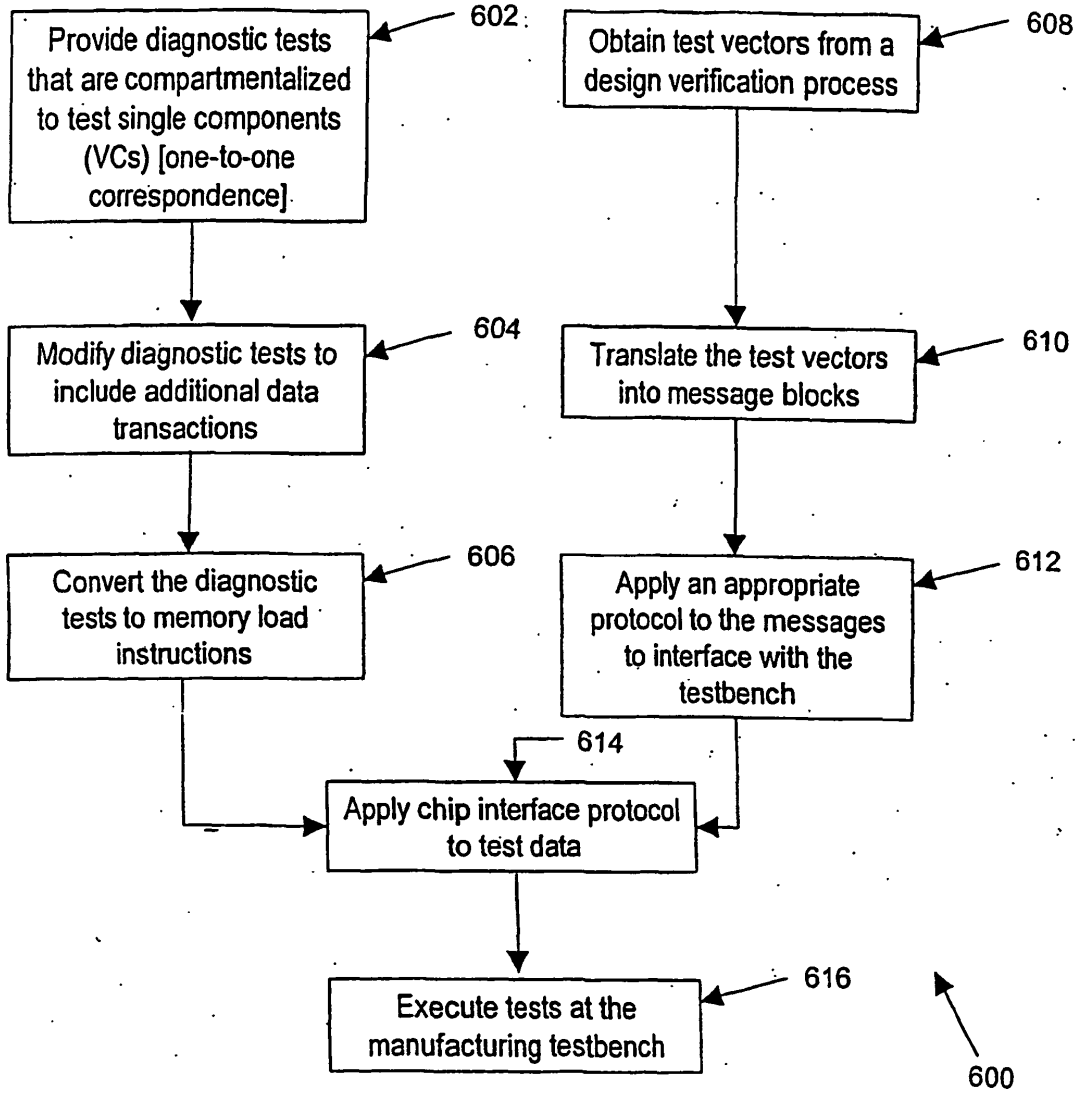 Provide diagnostic tests
that are compartmentalized
to test single components
(VCs) [one-to-one
correspondence]
602
Modify diagnostic tests to
include additional data
transactions
604
Convert the diagnostic
tests to memory load
instructions
606
Obtain test vectors from a
design verification process
608
Translate the test vectors
into message blocks
610
Apply an appropriate
protocol to the messages
to interface with the
testbench
612
614
Apply chip interface protocol
to test data
Execute tests at the
manufacturing testbench
616
600